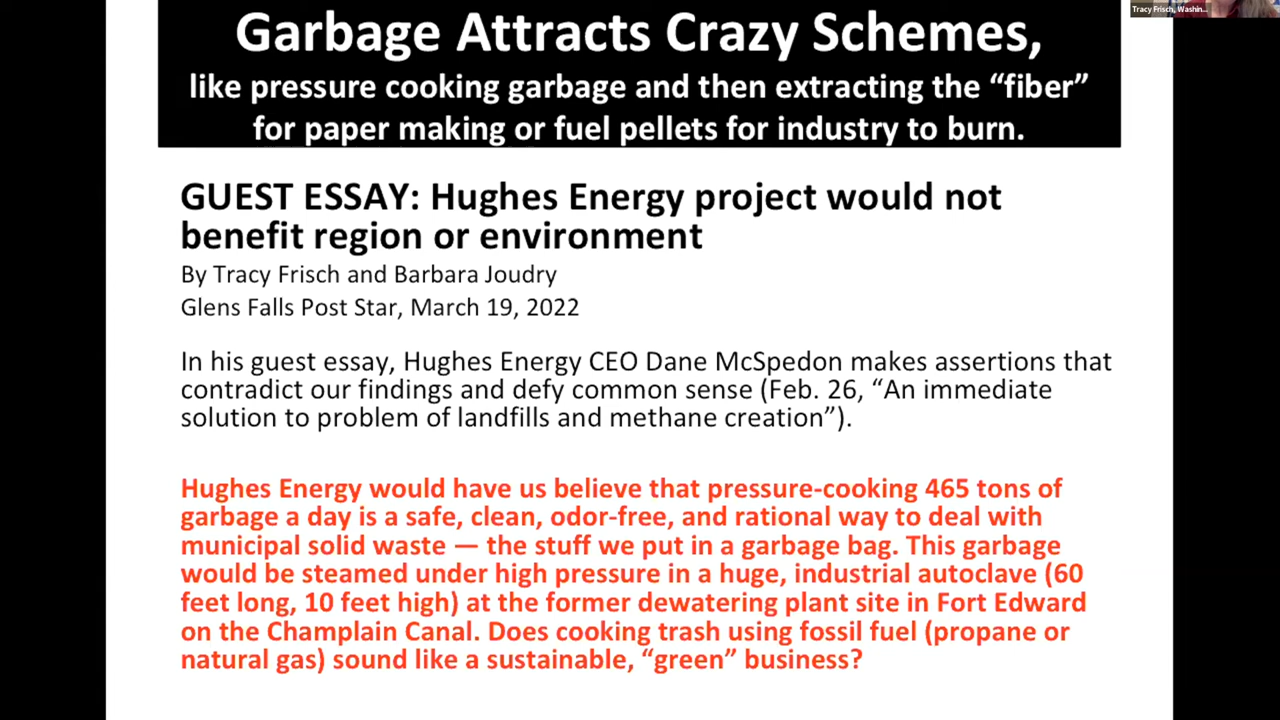 Tracy Frisch, Washin...
Garbage Attracts Crazy Schemes,
like pressure cooking garbage and then extracting the “fiber”
for paper making or fuel pellets for industry to burn.
GUEST ESSAY: Hughes Energy project would not
benefit region or environment
By Tracy Frisch and Barbara Joudry
Glens Falls Post Star, March 19, 2022
In his guest essay, Hughes Energy CEO Dane McSpedon makes assertions that
contradict our findings and defy common sense (Feb. 26, “An immediate
solution to problem of landfills and methane creation”).
Hughes Energy would have us believe that pressure-cooking 465 tons of
garbage a day is a safe, clean, odor-free, and rational way to deal with
municipal solid waste — the stuff we put in a garbage bag. This garbage
would be steamed under high pressure in a huge, industrial autoclave (60
feet long, 10 feet high) at the former dewatering plant site in Fort Edward
on the Champlain Canal. Does cooking trash using fossil fuel (propane or
natural gas) sound like a sustainable, “green” business?